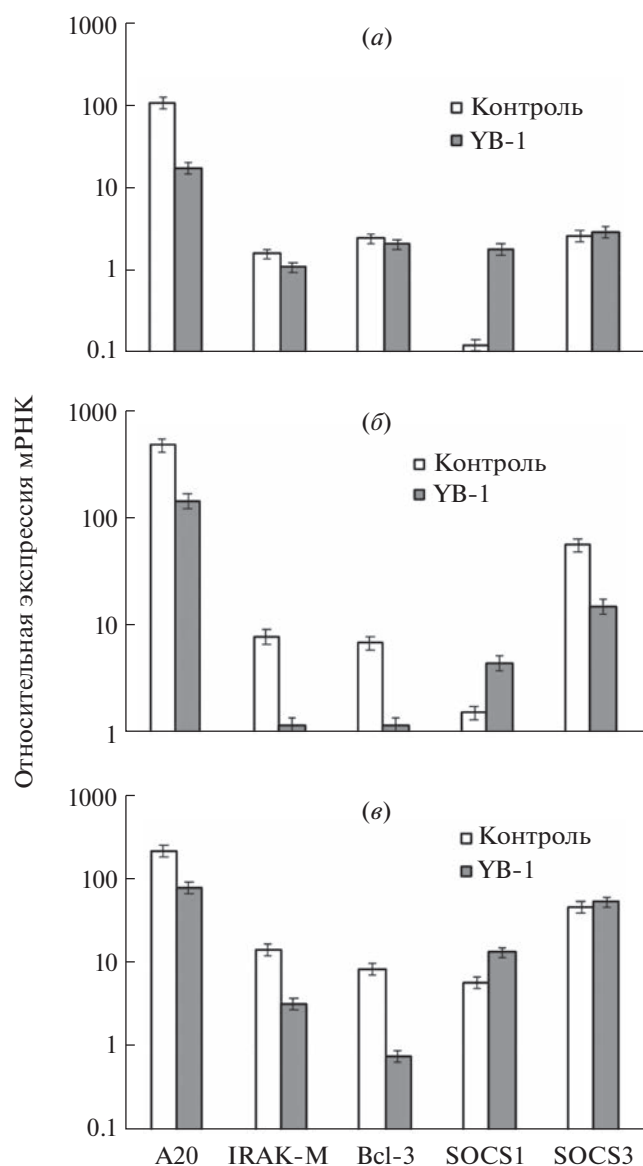 Относительная экспрессия мРНК
(а)
1000
100
10
1
0.1
Контроль
YB-1
(б)
1000
100
10
1
Контроль
YB-1
(в)
1000
100
10
1
0.1
Контроль
YB-1
A20 IRAK-M Bcl-3 SOCS1 SOCS3